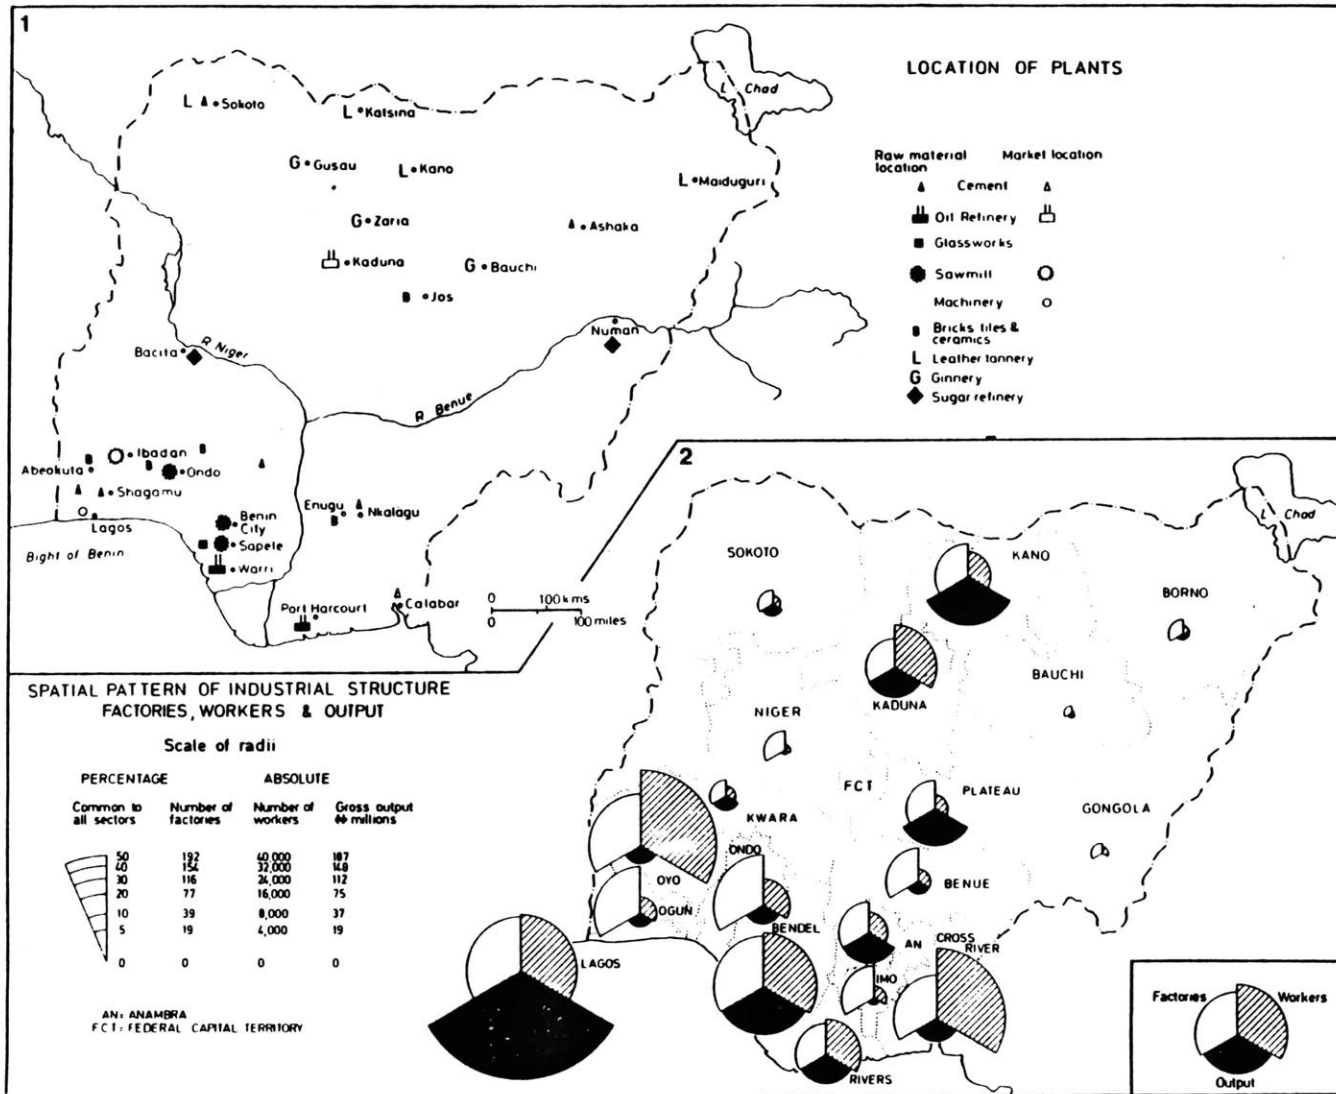 1
LOCATION OF PLANTS
L Chad
Raw material location
Market location
Cement
Oil Refinery
Glassworks
Sawmill
Machinery
Bricks tiles & ceramics
L Leather tannery
G Ginnery
Sugar refinery
L Sokoto
L Katsina
G Gusau
L Kano
L Maiduguri
G Zaria
Ashaka
Kaduna
G Bauchi
Jos
Numan
Bacita
R Niger
R Benue
Ibadan
Abeokuta
Ondo
Shagamu
Lagos
Enugu
Nkalagu
Benin City
Sapele
Bight of Benin
Warri
Port Harcourt
Calabar
0 100 kms
0 100 miles
2
L Chad
SOKOTO
KANO
BORNO
BAUCHI
KADUNA
NIGER
FCT
PLATEAU
GONGOLA
KWARA
ONDO
OYO
BENUE
OGUN
BENDEL
AN
CROSS RIVER
LAGOS
IMO
RIVERS
SPATIAL PATTERN OF INDUSTRIAL STRUCTURE
FACTORIES, WORKERS & OUTPUT
Scale of radii
PERCENTAGE ABSOLUTE
Common to all sectors
Number of factories
Number of workers
Gross output ₦ millions
50 192 40,000 187
40 154 32,000 149
30 116 24,000 112
20 77 16,000 75
10 39 8,000 37
5 19 4,000 19
0 0 0 0
AN= ANAMBRA
FCT= FEDERAL CAPITAL TERRITORY
Factories
Workers
Output